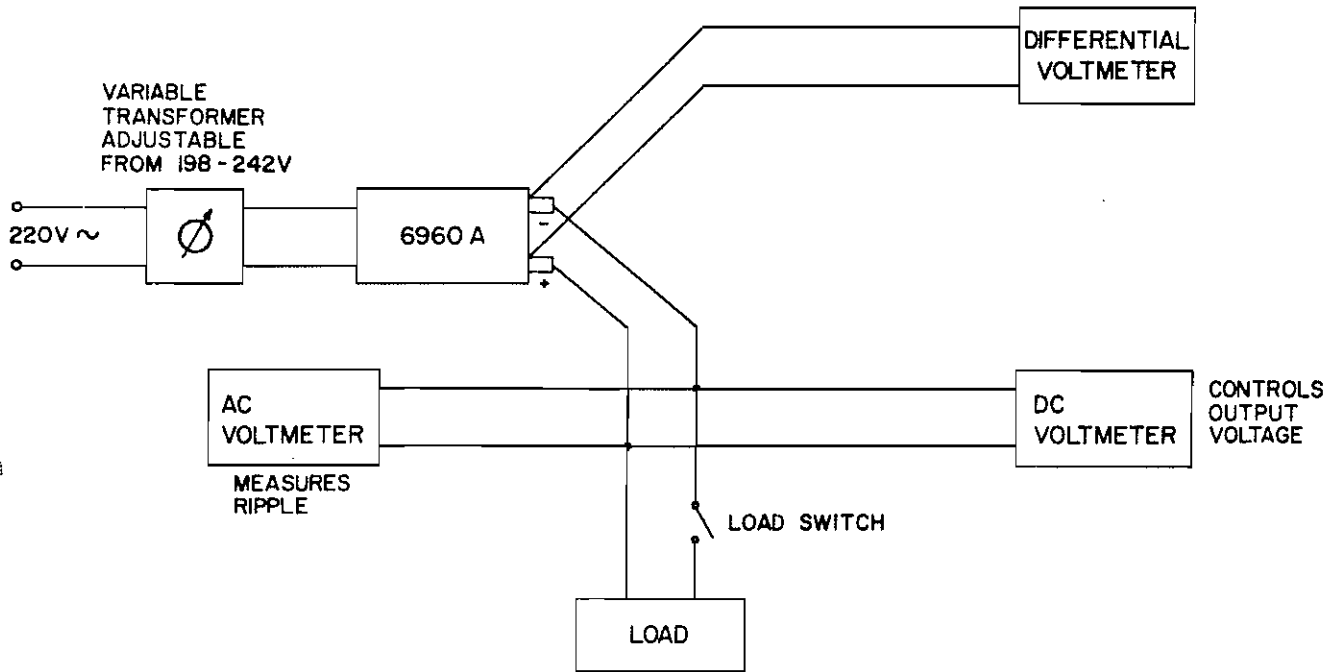 DIFFERENTIAL
VOLTMETER
VARIABLE
TRANSFORMER
ADJUSTABLE
FROM 198 - 242V
220V ~
6960 A
-
+
AC
VOLTMETER
MEASURES
RIPPLE
DC
VOLTMETER
CONTROLS
OUTPUT
VOLTAGE
LOAD SWITCH
LOAD